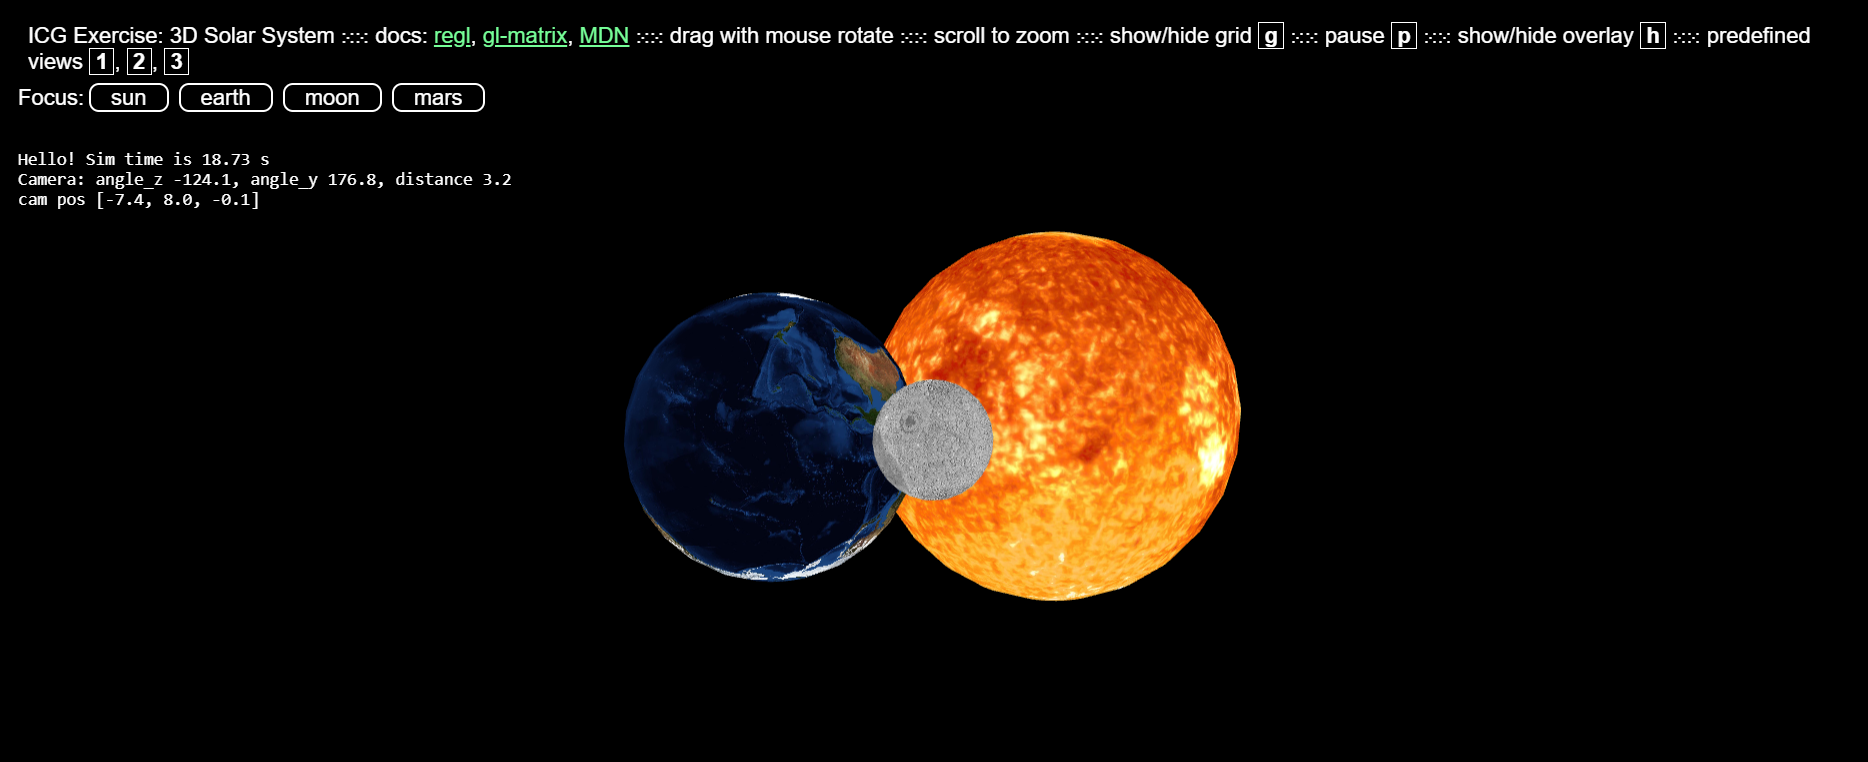 ICG Exercise: 3D Solar System :-:-: docs: regl, gl-matrix, MDN :-:-: drag with mouse rotate :-:-: scroll to zoom :-:-: show/hide grid g :-:-: pause p :-:-: show/hide overlay h :-:-: predefined
views 1, 2, 3
Focus: sun earth moon mars
Hello! Sim time is 18.73 s
Camera: angle_z -124.1, angle_y 176.8, distance 3.2
cam pos [-7.4, 8.0, -0.1]